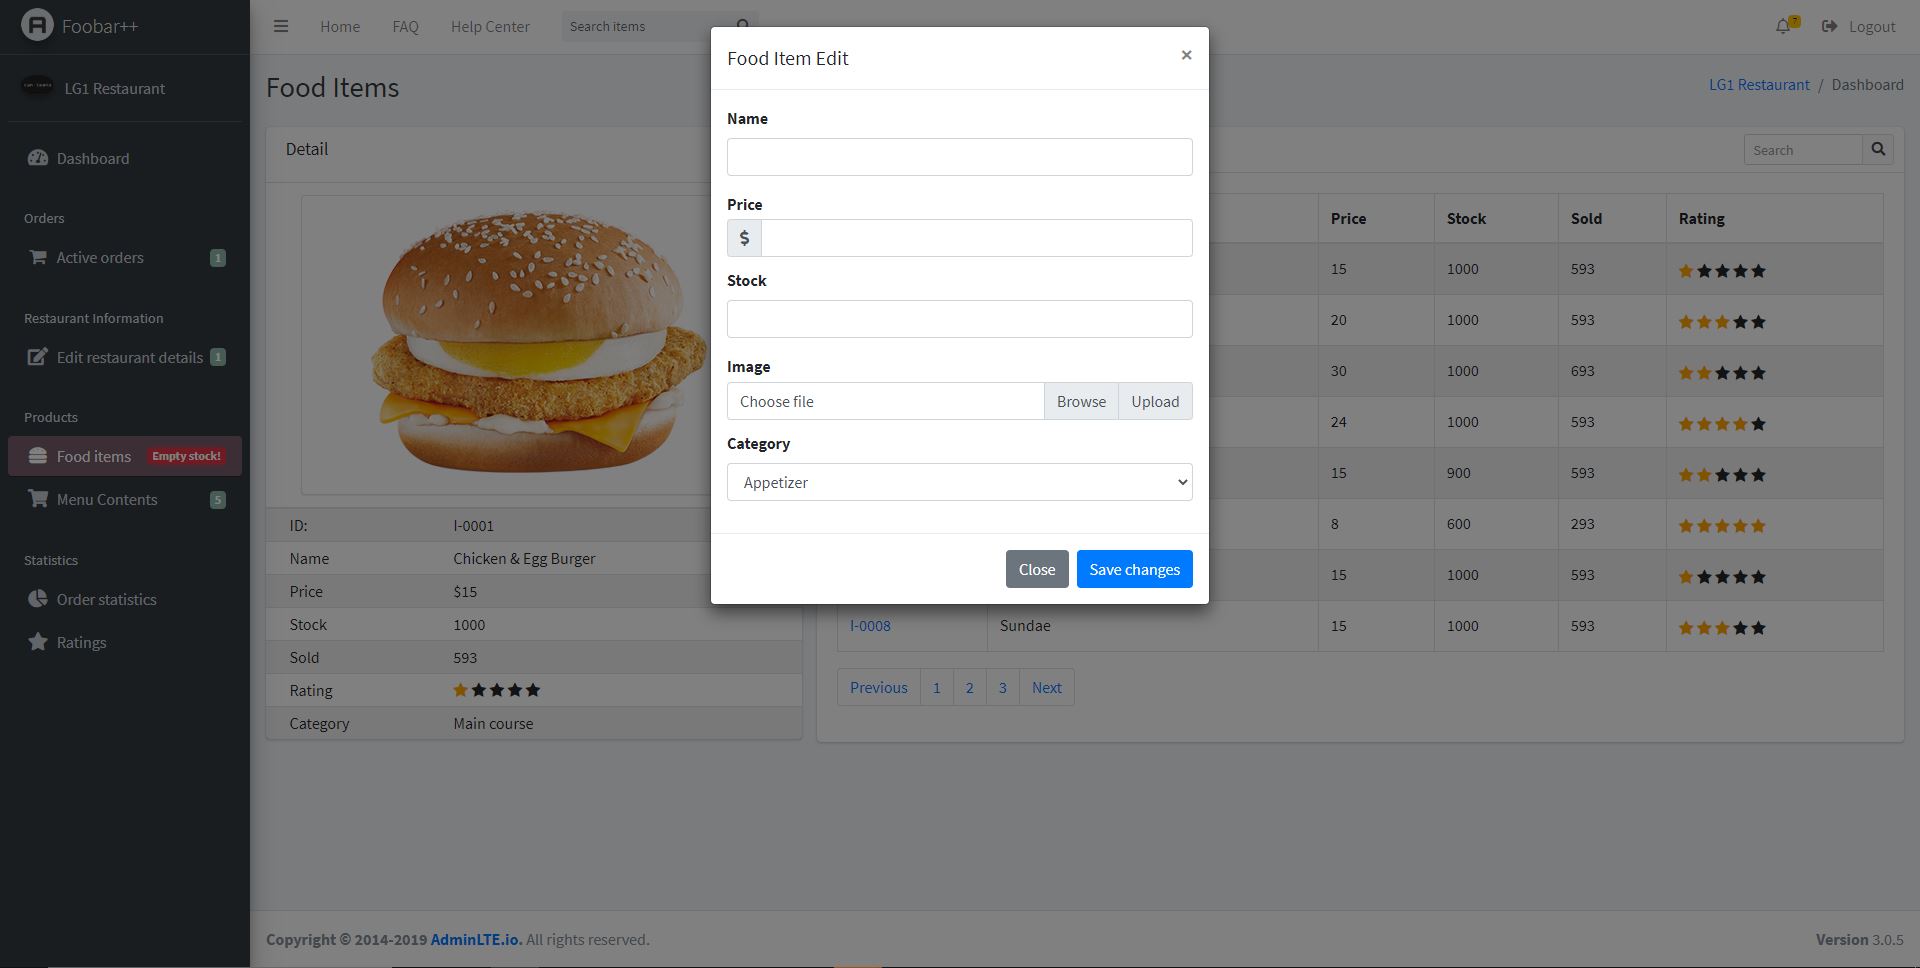 Foobar++
Home
FAQ
Help Center
Search items
7
Logout
LG1 Restaurant
Dashboard
Orders
Active orders 1
Restaurant Information
Edit restaurant details 1
Products
Food items Empty stock!
Menu Contents 5
Statistics
Order statistics
Ratings
Food Items
LG1 Restaurant / Dashboard
Detail
ID: I-0001
Name Chicken & Egg Burger
Price $15
Stock 1000
Sold 593
Rating
Category Main course
Food Item Edit
×
Name
Price
$
Stock
Image
Choose file Browse Upload
Category
Appetizer
Close Save changes
Search
Price Stock Sold Rating
15 1000 593
20 1000 593
30 1000 693
24 1000 593
15 900 593
8 600 293
15 1000 593
I-0008 Sundae 15 1000 593
Previous 1 2 3 Next
Copyright © 2014-2019 AdminLTE.io. All rights reserved.
Version 3.0.5